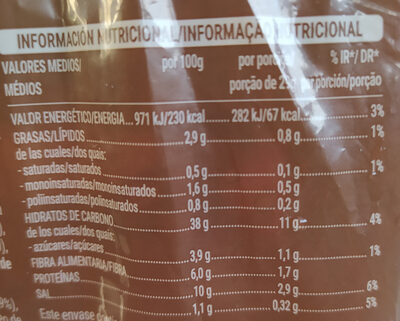 INFORMACIÓN NUTRICIONAL/INFORMAÇÃO NUTRICIONAL
VALORES MEDIOS/ por 100g por % IR*/ DR*
MÉDIOS porção de por porción/porção
VALOR ENERGÉTICO/ENERGIA... 971 kJ/230 kcal ..... 282 kJ/67 kcal ..... 3%
GRASAS/LÍPIDOS ..... 2,9 g ..... 0,8 g ..... 1%
de las cuales/dos quais:
- saturadas/saturados ..... 0,5 g ..... 0,1 g ..... 1%
- monoinsaturadas/monoinsaturados ..... 1,6 g ..... 0,5 g
- poliinsaturadas/polinsaturados ..... 0,8 g ..... 0,2 g
HIDRATOS DE CARBONO ..... 38 g ..... 11 g ..... 4%
de los cuales/dos quais:
- azúcares/açúcares ..... 3,9 g ..... 1,1 g ..... 1%
FIBRA ALIMENTARIA/FIBRA ..... 6,0 g ..... 1,7 g
PROTEÍNAS ..... 10 g ..... 2,9 g ..... 6%
SAL ..... 1,1 g ..... 0,32 g ..... 5%
Este envase